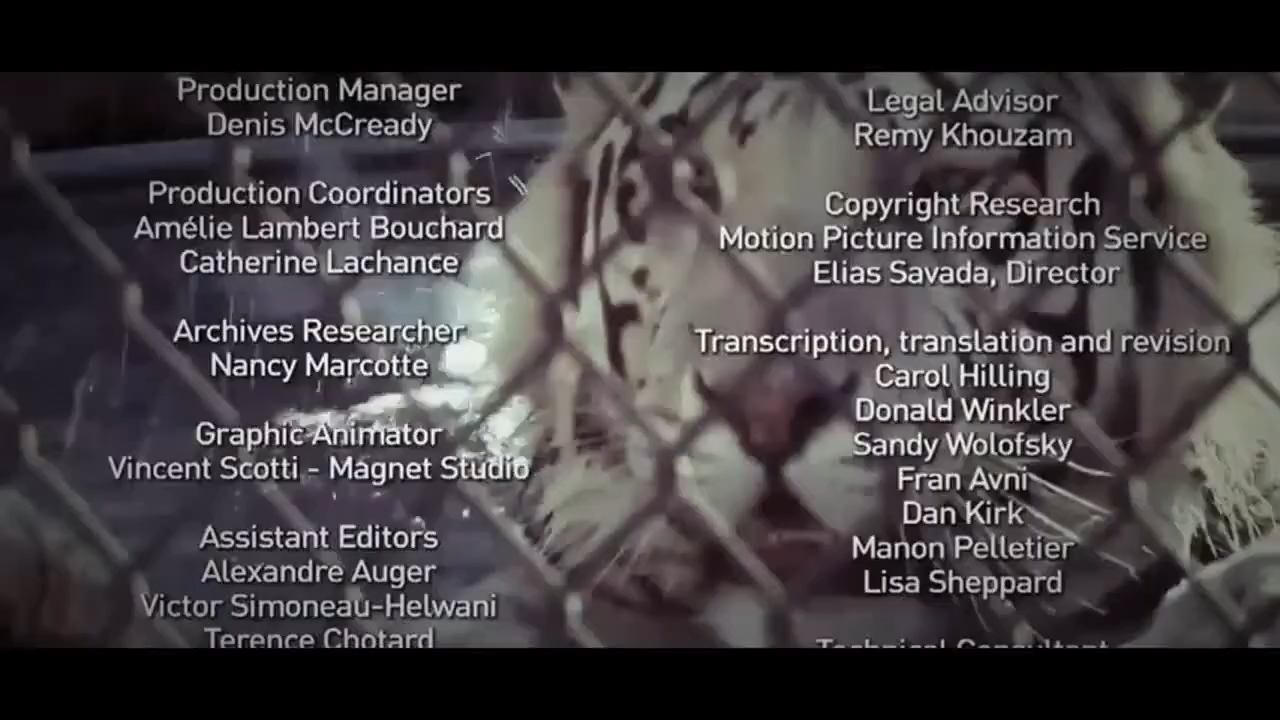 Production Manager
Denis McCready
Production Coordinators
Amélie Lambert Bouchard
Catherine Lachance
Archives Researcher
Nancy Marcotte
Graphic Animator
Vincent Scotti - Magnet Studio
Assistant Editors
Alexandre Auger
Victor Simoneau-Helwani
Terence Chotard
Legal Advisor
Remy Khouzam
Copyright Research
Motion Picture Information Service
Elias Savada, Director
Transcription, translation and revision
Carol Hilling
Donald Winkler
Sandy Wolofsky
Fran Avni
Dan Kirk
Manon Pelletier
Lisa Sheppard
Technical Consultant